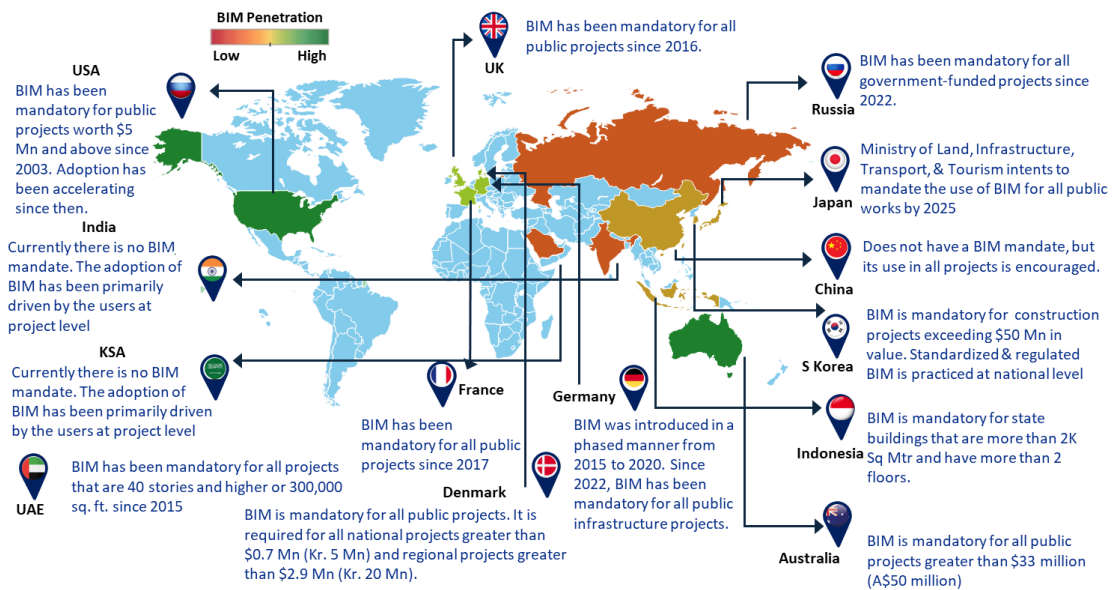 BIM Penetration
Low
High
USA
BIM has been
mandatory for public
projects worth $5
Mn and above since
2003. Adoption has
been accelerating
since then.
India
Currently there is no BIM
mandate. The adoption of
BIM has been primarily
driven by the users at
project level
KSA
Currently there is no BIM
mandate. The adoption of
BIM has been primarily driven
by the users at project level
UAE
BIM has been mandatory for all projects
that are 40 stories and higher or 300,000
sq. ft. since 2015
UK
BIM has been mandatory for all
public projects since 2016.
France
BIM has been
mandatory for all public
projects since 2017
Denmark
BIM is mandatory for all public projects. It is
required for all national projects greater than
$0.7 Mn (Kr. 5 Mn) and regional projects greater
than $2.9 Mn (Kr. 20 Mn).
Germany
BIM was introduced in a
phased manner from
2015 to 2020. Since
2022, BIM has been
mandatory for all public
infrastructure projects.
Russia
BIM has been mandatory for all
government-funded projects since
2022.
Japan
Ministry of Land, Infrastructure,
Transport, & Tourism intents to
mandate the use of BIM for all public
works by 2025
China
Does not have a BIM mandate, but
its use in all projects is encouraged.
S Korea
BIM is mandatory for construction
projects exceeding $50 Mn in
value. Standardized & regulated
BIM is practiced at national level
Indonesia
BIM is mandatory for state
buildings that are more than 2K
Sq Mtr and have more than 2
floors.
Australia
BIM is mandatory for all public
projects greater than $33 million
(A$50 million)